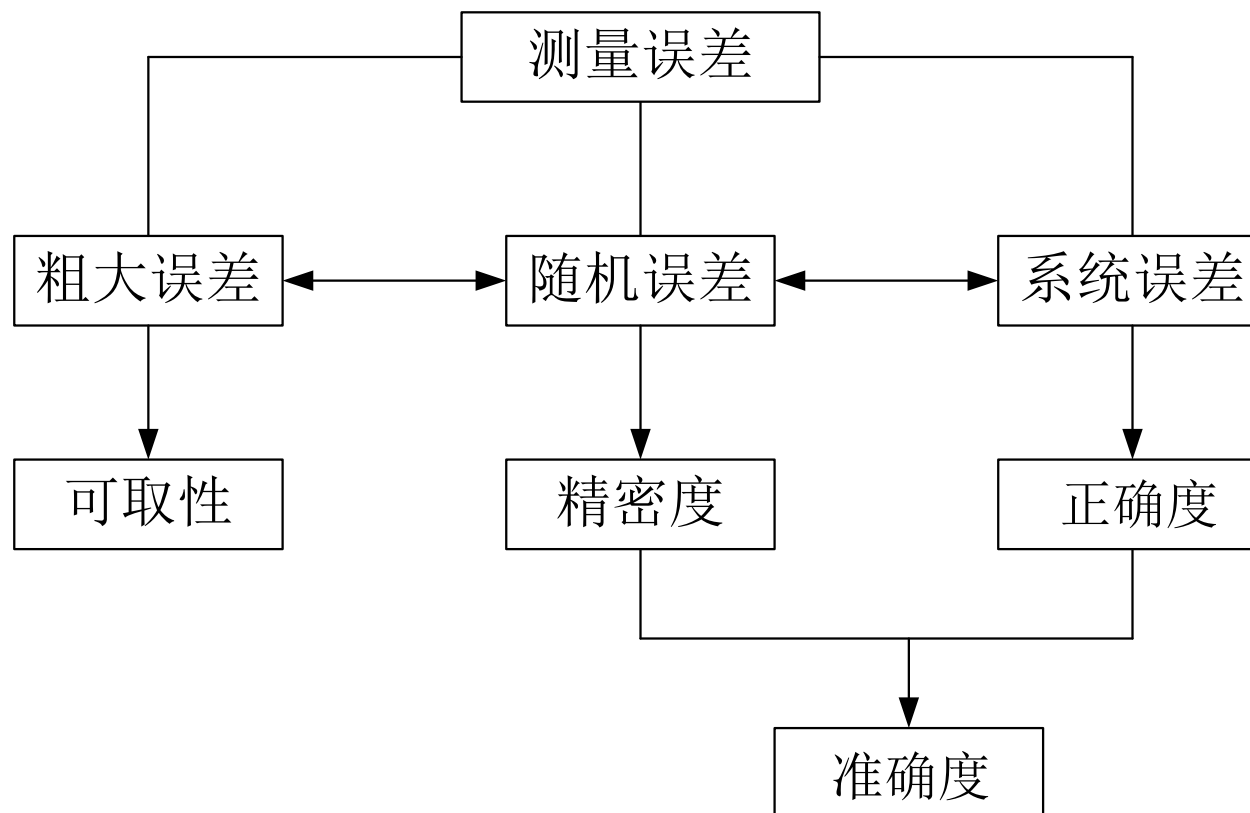 测量误差
粗大误差
随机误差
系统误差
可取性
精密度
正确度
准确度